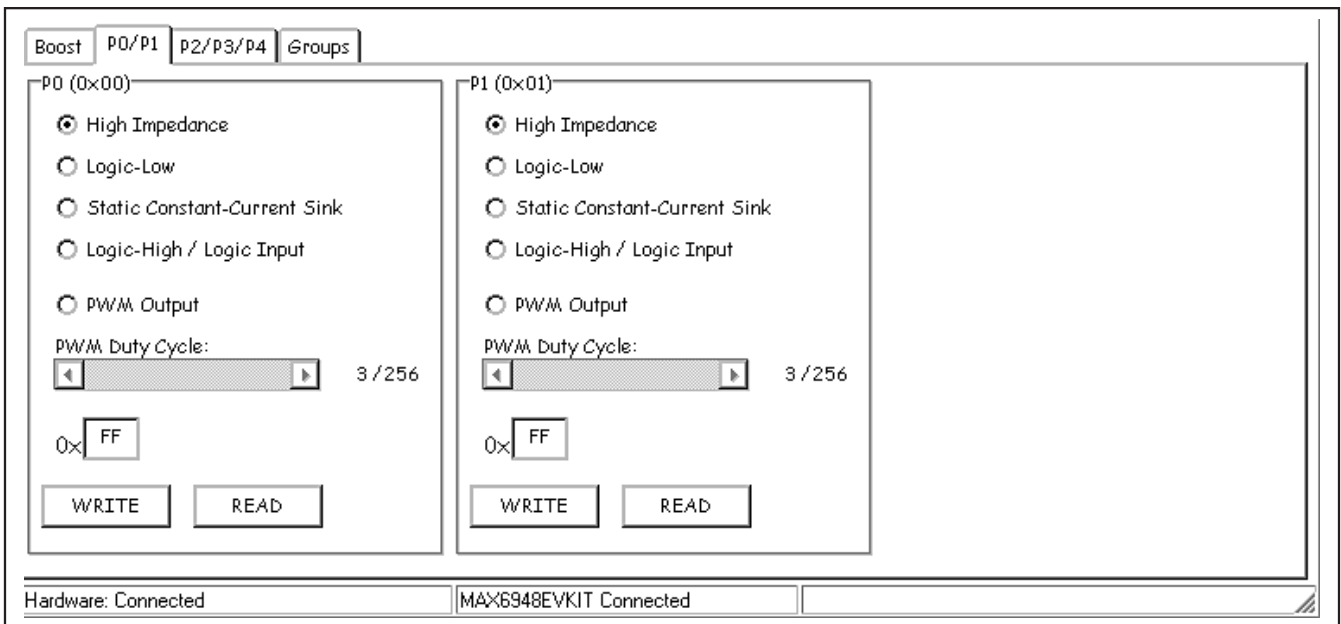 Boost P0/P1 P2/P3/P4 Groups
P0 (0x00)
High Impedance
Logic-Low
Static Constant-Current Sink
Logic-High / Logic Input
PWM Output
PWM Duty Cycle:
3/256
0x FF
WRITE READ
P1 (0x01)
High Impedance
Logic-Low
Static Constant-Current Sink
Logic-High / Logic Input
PWM Output
PWM Duty Cycle:
3/256
0x FF
WRITE READ
Hardware: Connected MAX6948EVKIT Connected